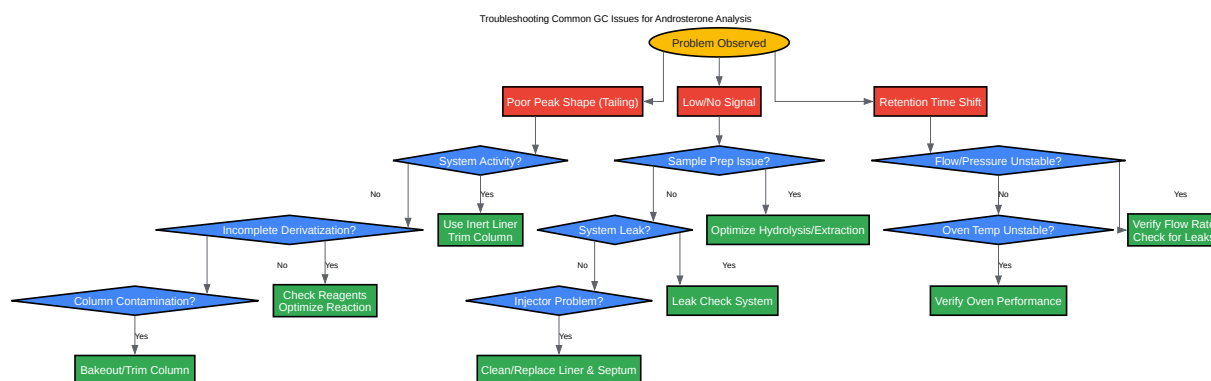 Troubleshooting Common GC Issues for Androsterone Analysis
Problem Observed
Poor Peak Shape (Tailing)
Low/No Signal
Retention Time Shift
System Activity?
Sample Prep Issue?
Flow/Pressure Unstable?
No
Yes
No
Yes
No
Yes
Incomplete Derivatization?
Use Inert Liner
Trim Column
System Leak?
Optimize Hydrolysis/Extraction
Oven Temp Unstable?
Verify Flow Rate
Check for Leaks
No
Yes
No
Yes
Yes
Column Contamination?
Check Reagents
Optimize Reaction
Injector Problem?
Leak Check System
Verify Oven Performance
Yes
Yes
Bakeout/Trim Column
Clean/Replace Liner & Septum